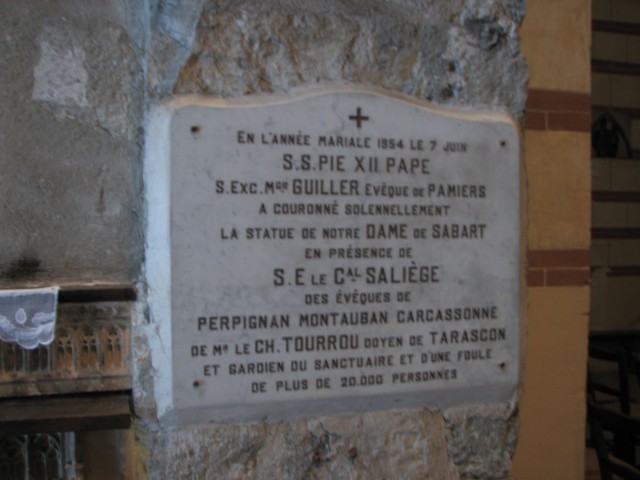 EN L'ANNÉE MARIALE 1954 LE 7 JUIN
S.S. PIE XII PAPE
S. EXC. MGR GUILLER ÉVÊQUE DE PAMIERS
A COURONNÉ SOLENNELLEMENT
LA STATUE DE NOTRE DAME DE SABART
EN PRÉSENCE DE
S.E LE CAL SALIÈGE
DES ÉVÊQUES DE
PERPIGNAN MONTAUBAN CARCASSONNE
DE MR LE CH. TOURROU DOYEN DE TARASCON
ET GARDIEN DU SANCTUAIRE ET D'UNE FOULE
DE PLUS DE 20.000 PERSONNES